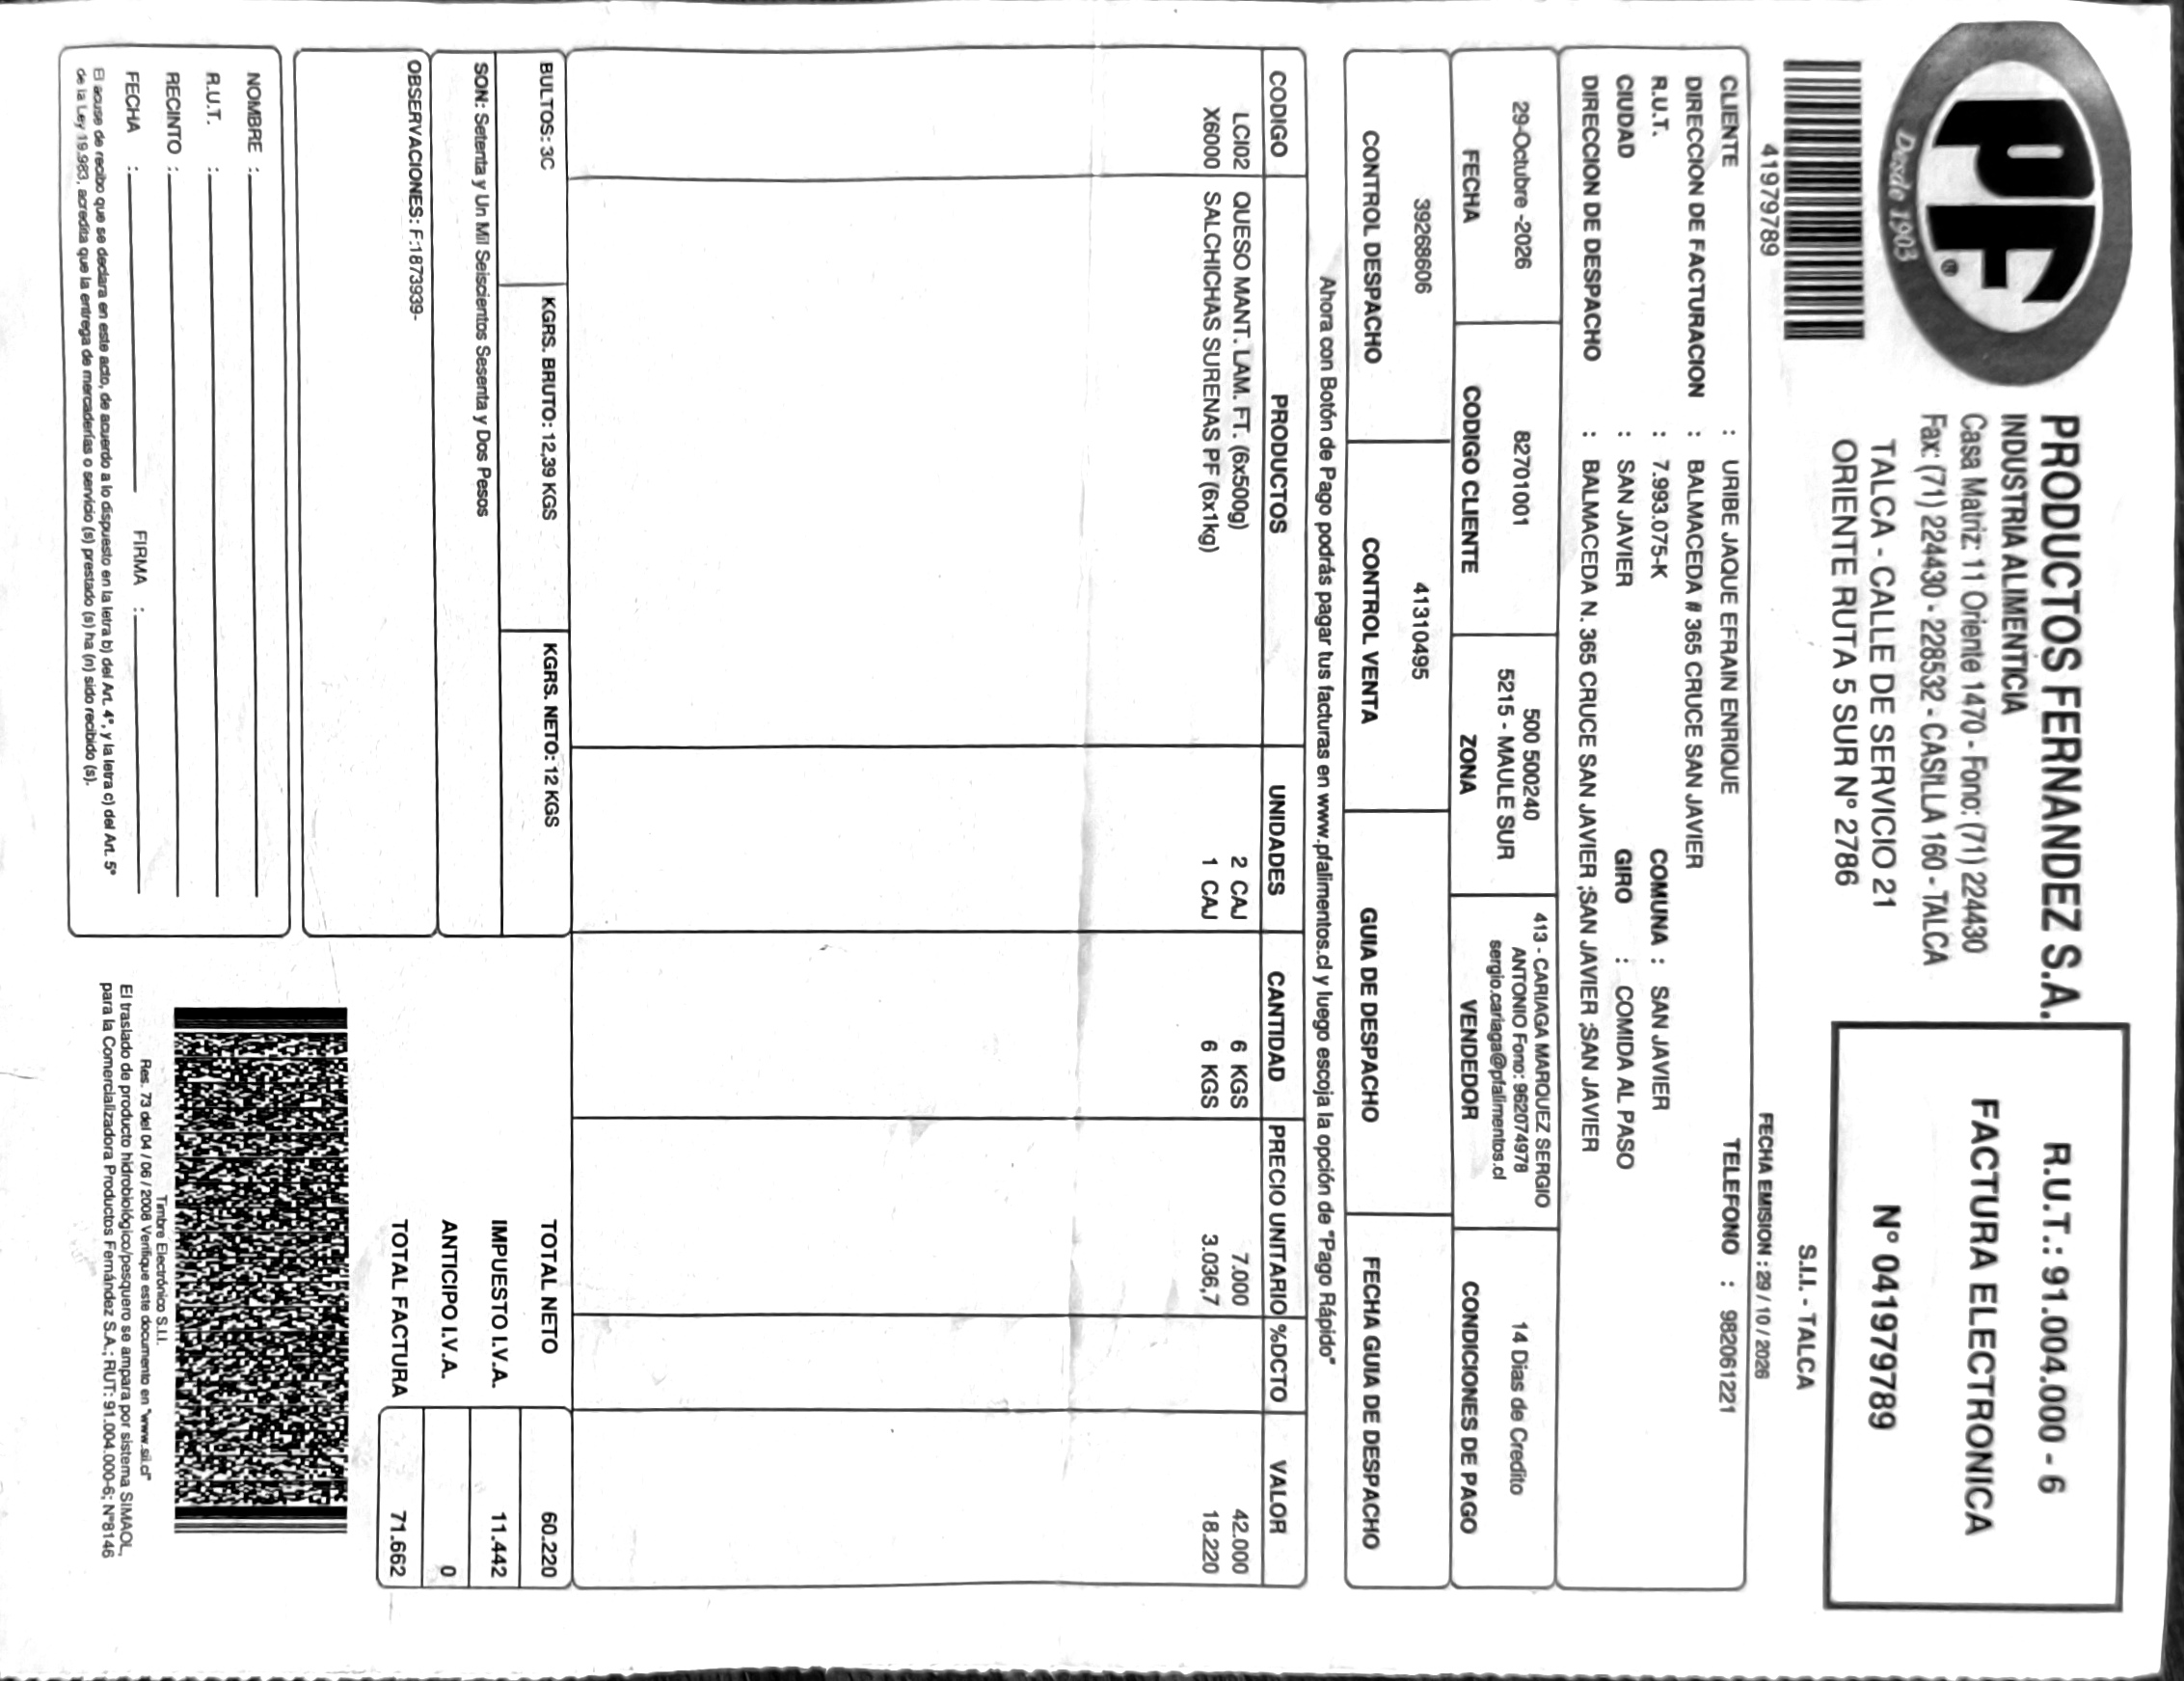 PF
®
Desde 1903
41979789
PRODUCTOS FERNANDEZ S.A.
INDUSTRIA ALIMENTICIA
Casa Matriz: 11 Oriente 1470 - Fono: (71) 224430
Fax: (71) 224430 - 228532 - CASILLA 160 - TALCA
TALCA - CALLE DE SERVICIO 21
ORIENTE RUTA 5 SUR N° 2786
R.U.T.: 91.004.000 - 6
FACTURA ELECTRONICA
N° 041979789
S.I.I. - TALCA
FECHA EMISION : 29 / 10 / 2026
CLIENTE : URIBE JAQUE EFRAIN ENRIQUE TELEFONO : 982061221
DIRECCION DE FACTURACION : BALMACEDA # 365 CRUCE SAN JAVIER
R.U.T. : 7.993.075-K COMUNA : SAN JAVIER
CIUDAD : SAN JAVIER GIRO : COMIDA AL PASO
DIRECCION DE DESPACHO : BALMACEDA N. 365 CRUCE SAN JAVIER ;SAN JAVIER ;SAN JAVIER
29-Octubre -2026
FECHA
82701001
CODIGO CLIENTE
500 500240
5215 - MAULE SUR
ZONA
413 - CARIAGA MARQUEZ SERGIO
ANTONIO Fono: 962074978
sergio.cariaga@pfalimentos.cl
VENDEDOR
14 Dias de Credito
CONDICIONES DE PAGO
39268606
CONTROL DESPACHO
41310495
CONTROL VENTA
GUIA DE DESPACHO
FECHA GUIA DE DESPACHO
Ahora con Botón de Pago podrás pagar tus facturas en www.pfalimentos.cl y luego escoja la opción de "Pago Rápido"
CODIGO PRODUCTOS UNIDADES CANTIDAD PRECIO UNITARIO %DCTO VALOR
LCI02 QUESO MANT. LAM. FT. (6x500g) 2 CAJ 6 KGS 7.000 42.000
X6000 SALCHICHAS SURENAS PF (6x1kg) 1 CAJ 6 KGS 3.036,7 18.220
BULTOS: 3C KGRS. BRUTO: 12,39 KGS KGRS. NETO: 12 KGS
SON: Setenta y Un Mil Seiscientos Sesenta y Dos Pesos
OBSERVACIONES: F:1873939-
TOTAL NETO 60.220
IMPUESTO I.V.A. 11.442
ANTICIPO I.V.A. 0
TOTAL FACTURA 71.662
NOMBRE :
R.U.T. :
RECINTO :
FECHA : FIRMA :
El acuse de recibo que se declara en este acto, de acuerdo a lo dispuesto en la letra b) del Art. 4°, y la letra c) del Art. 5°
de la Ley 19.983, acredita que la entrega de mercaderías o servicio (s) prestado (s) ha (n) sido recibido (s).
Timbre Electrónico S.I.I.
Res. 73 del 04 / 06 / 2008 Verifique este documento en "www.sii.cl"
El traslado de producto hidrobiológico/pesquero se ampara por sistema SIMAOL,
para la Comercializadora Productos Fernández S.A.; RUT: 91.004.000-6; N°8146